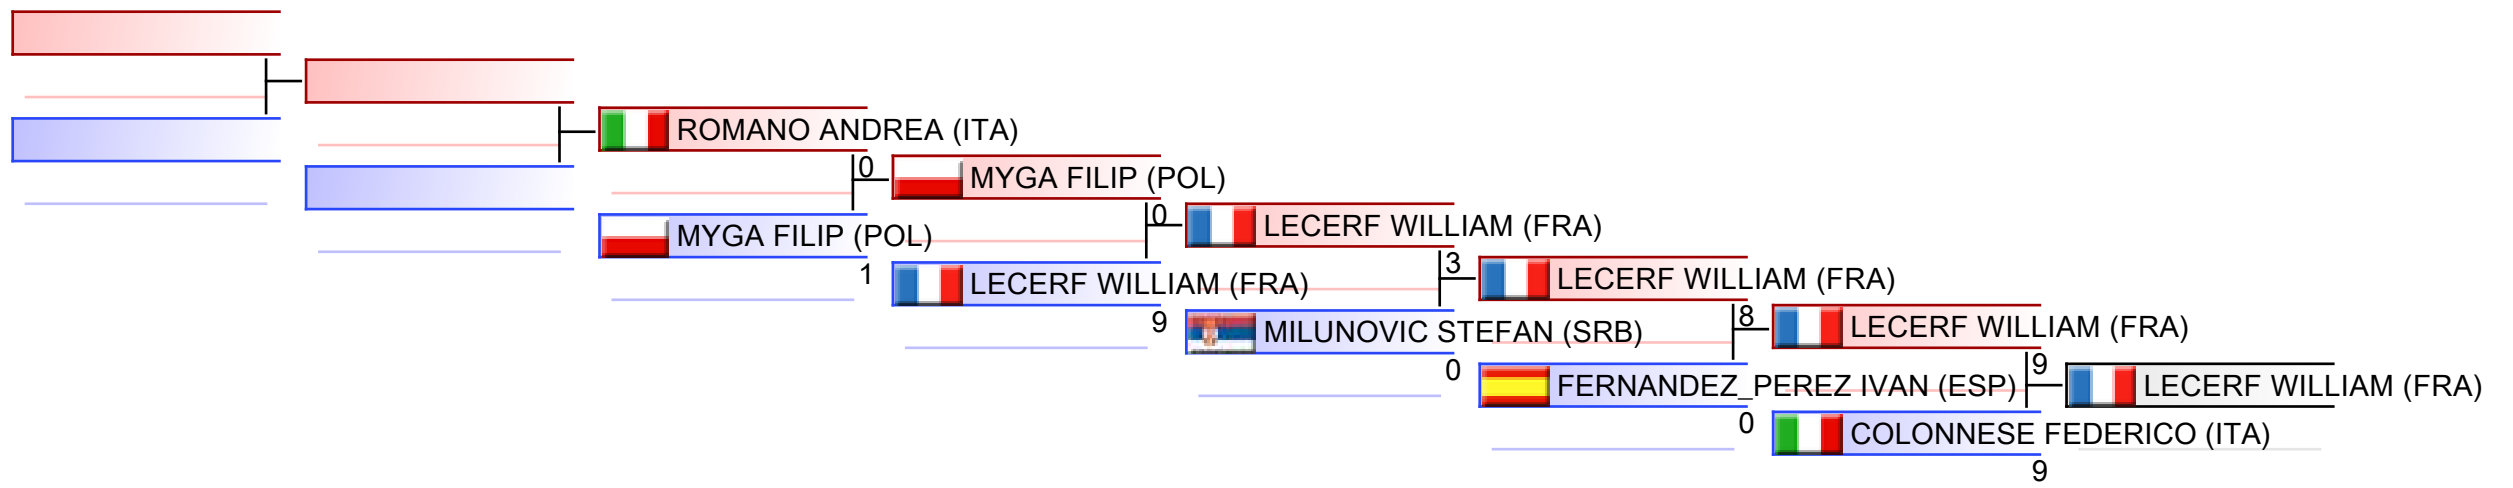 ROMANO ANDREA (ITA)
0
MYGA FILIP (POL)
1
MYGA FILIP (POL)
0
LECERF WILLIAM (FRA)
9
LECERF WILLIAM (FRA)
3
MILUNOVIC STEFAN (SRB)
0
LECERF WILLIAM (FRA)
8
FERNANDEZ_PEREZ IVAN (ESP)
0
LECERF WILLIAM (FRA)
9
COLONNESE FEDERICO (ITA)
9
LECERF WILLIAM (FRA)